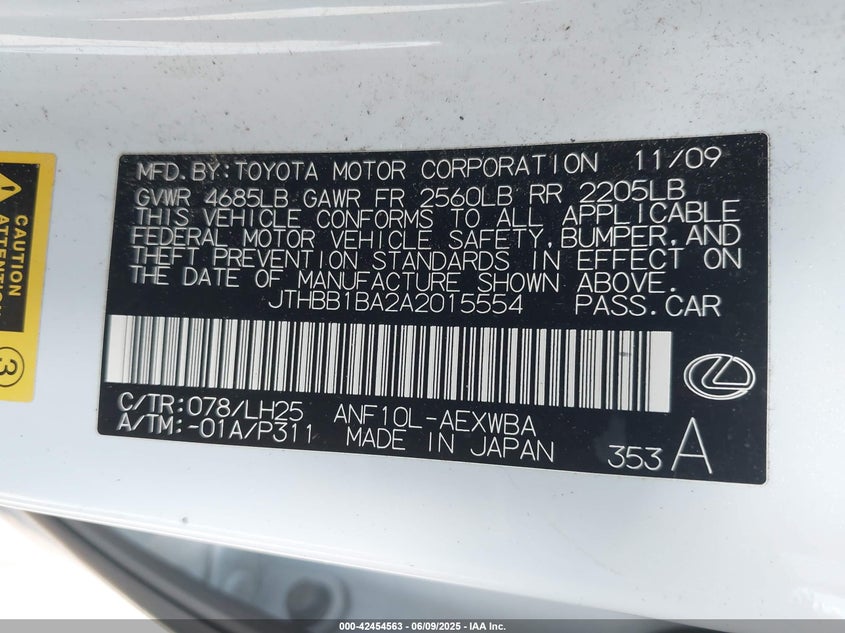 MFD.BY:TOYOTA MOTOR CORPORATION 11/09
GVWR 4685LB GAWR FR 2560LB RR 2205LB
THIS VEHICLE CONFORMS TO ALL APPLICABLE
FEDERAL MOTOR VEHICLE SAFETY,BUMPER,AND
THEFT PREVENTION STANDARDS IN EFFECT ON
THE DATE OF MANUFACTURE SHOWN ABOVE.
JTHBB1BA2A2015554 PASS.CAR
C/TR:078/LH25 ANF10L-AEXWBA
A/TM:-01A/P311 MADE IN JAPAN
353 A
CAUTION
ATTENTION
3
000-42454563 - 06/09/2025 - IAA Inc.